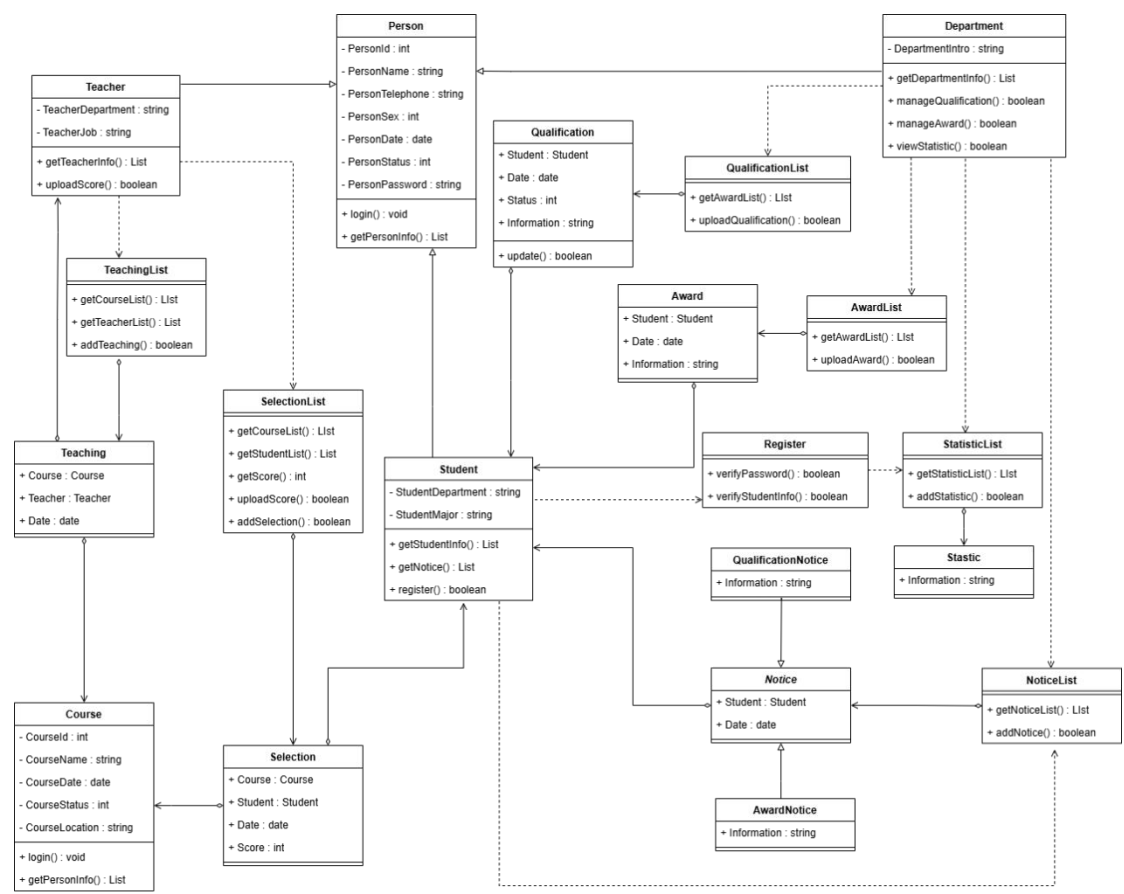 Person
- PersonId : int
- PersonName : string
- PersonTelephone : string
- PersonSex : int
- PersonDate : date
- PersonStatus : int
- PersonPassword : string
+ login() : void
+ getPersonInfo() : List
Department
- DepartmentIntro : string
+ getDepartmentInfo() : List
+ manageQualification() : boolean
+ manageAward() : boolean
+ viewStatistic() : boolean
Teacher
- TeacherDepartment : string
- TeacherJob : string
+ getTeacherInfo() : List
+ uploadScore() : boolean
Qualification
+ Student : Student
+ Date : date
+ Status : int
+ Information : string
+ update() : boolean
QualificationList
+ getAwardList() : LIst
+ uploadQualification() : boolean
TeachingList
+ getCourseList() : LIst
+ getTeacherList() : List
+ addTeaching() : boolean
Award
+ Student : Student
+ Date : date
+ Information : string
AwardList
+ getAwardList() : LIst
+ uploadAward() : boolean
SelectionList
+ getCourseList() : LIst
+ getStudentList() : List
+ getScore() : int
+ uploadScore() : boolean
+ addSelection() : boolean
Teaching
+ Course : Course
+ Teacher : Teacher
+ Date : date
Student
- StudentDepartment : string
- StudentMajor : string
+ getStudentInfo() : List
+ getNotice() : List
+ register() : boolean
Register
+ verifyPassword() : boolean
+ verifyStudentInfo() : boolean
StatisticList
+ getStatisticList() : LIst
+ addStatistic() : boolean
QualificationNotice
+ Information : string
Stastic
+ Information : string
Notice
+ Student : Student
+ Date : date
NoticeList
+ getNoticeList() : LIst
+ addNotice() : boolean
Course
- CourseId : int
- CourseName : string
- CourseDate : date
- CourseStatus : int
- CourseLocation : string
+ login() : void
+ getPersonInfo() : List
Selection
+ Course : Course
+ Student : Student
+ Date : date
+ Score : int
AwardNotice
+ Information : string